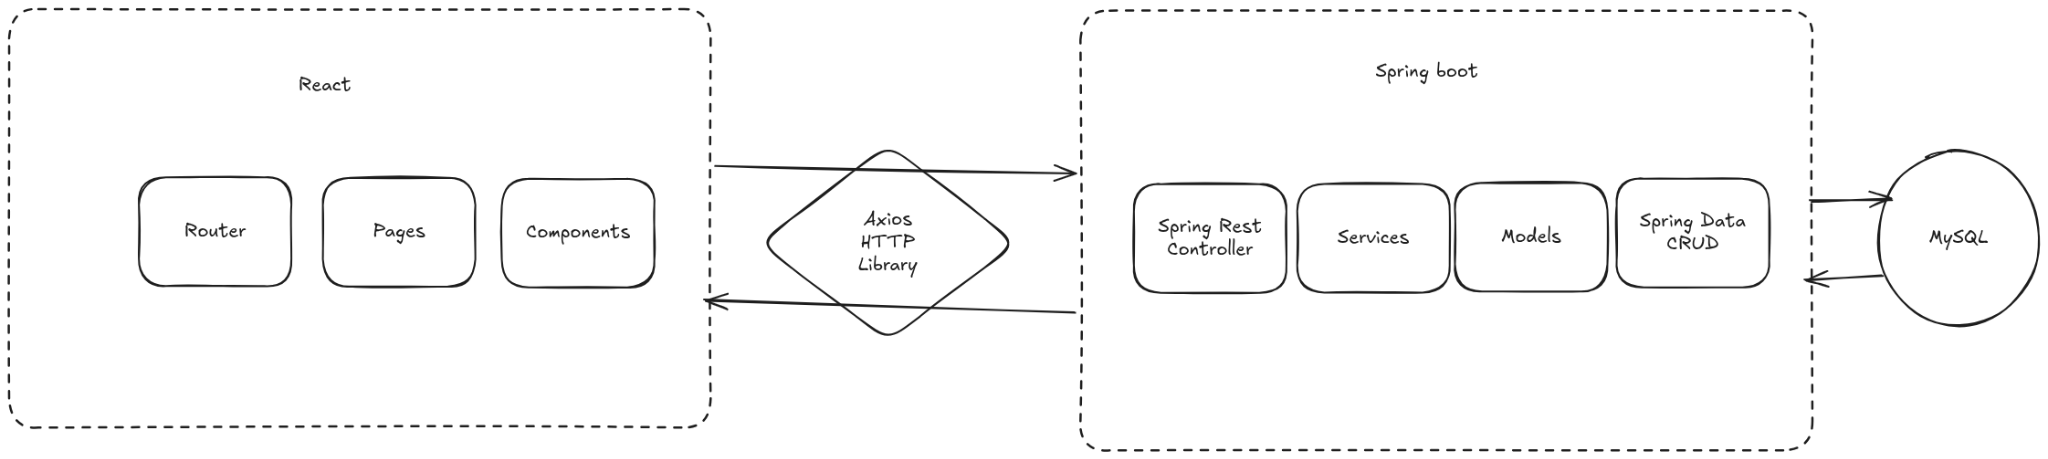 React
Router
Pages
Components
Axios
HTTP
Library
Spring boot
Spring Rest
Controller
Services
Models
Spring Data
CRUD
MySQL